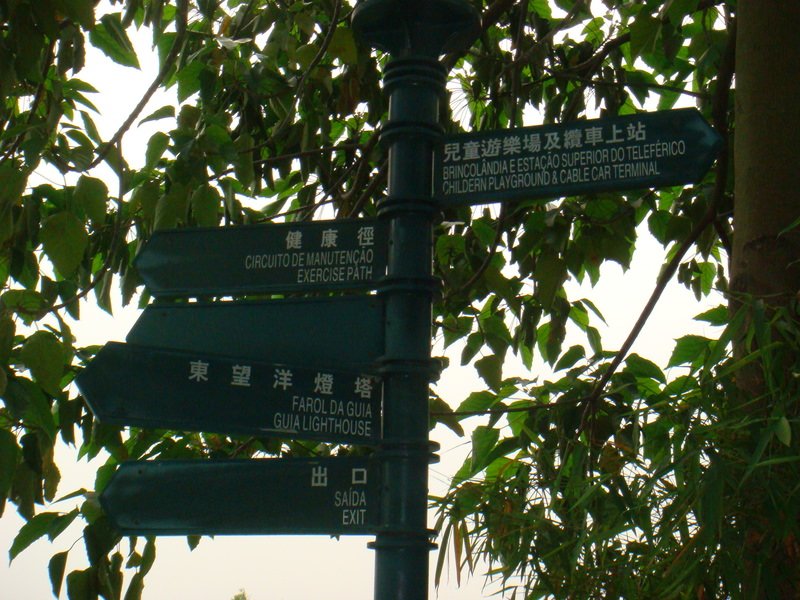 兒童遊樂場及纜車上站
BRINCOLÂNDIA E ESTAÇÃO SUPERIOR DO TELEFÉRICO
CHILDERN PLAYGROUND & CABLE CAR TERMINAL
健康徑
CIRCUITO DE MANUTENÇÃO
EXERCISE PATH
東望洋燈塔
FAROL DA GUIA
GUIA LIGHTHOUSE
出口
SAÍDA
EXIT